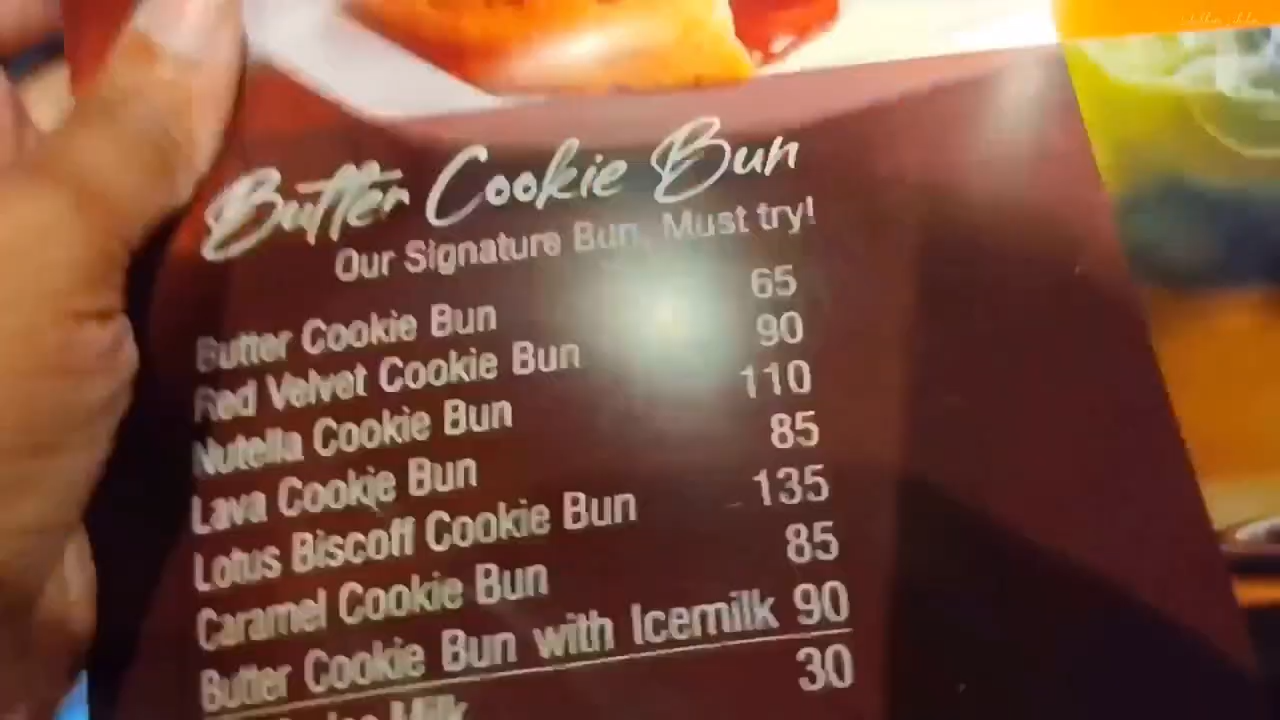 Butter Cookie Bun
Our Signature Bun, Must try!
Butter Cookie Bun 65
Red Velvet Cookie Bun 90
Nutella Cookie Bun 110
Lava Cookie Bun 85
Lotus Biscoff Cookie Bun 135
Caramel Cookie Bun 85
Butter Cookie Bun with Icemilk 90
Milk 30